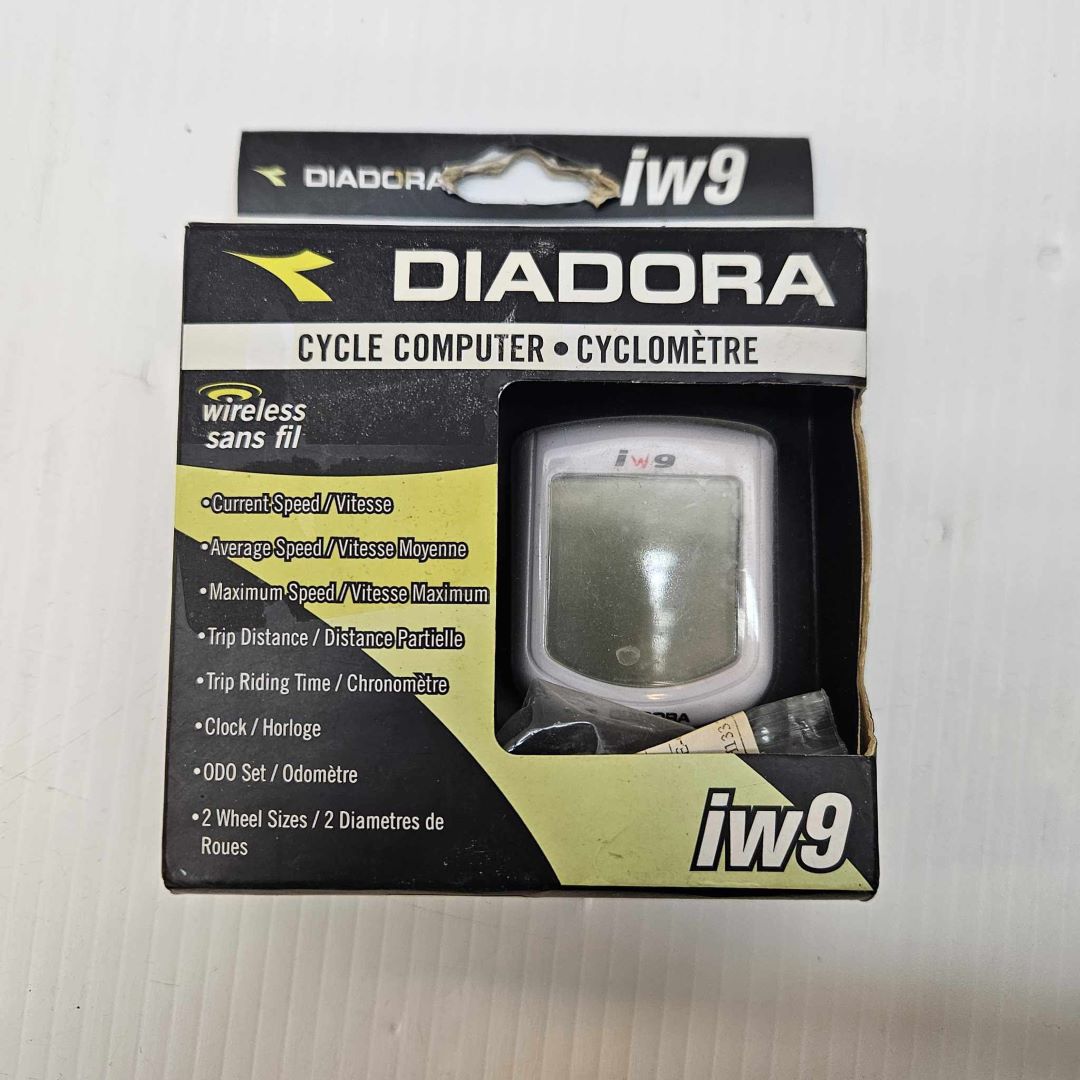 DIADORA iw9
DIADORA
CYCLE COMPUTER • CYCLOMÈTRE
wireless
sans fil
iw9
•Current Speed/Vitesse
•Average Speed/Vitesse Moyenne
•Maximum Speed/Vitesse Maximum
•Trip Distance / Distance Partielle
•Trip Riding Time / Chronomètre
•Clock / Horloge
•ODO Set / Odomètre
•2 Wheel Sizes / 2 Diametres de
Roues
iw9